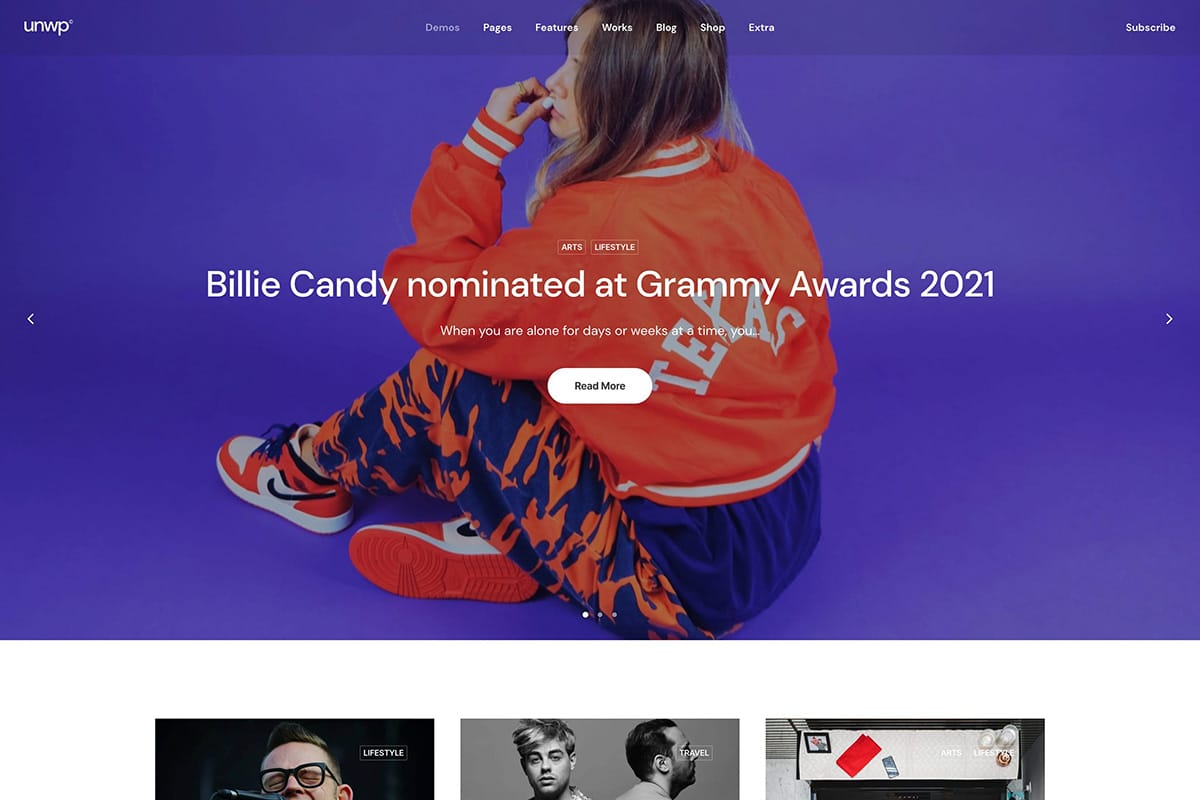 unwp©
Demos Pages Features Works Blog Shop Extra
Subscribe
ARTS LIFESTYLE
Billie Candy nominated at Grammy Awards 2021
When you are alone for days or weeks at a time, you...
Read More
TEXAS
LIFESTYLE
TRAVEL
ARTS LIFESTYLE